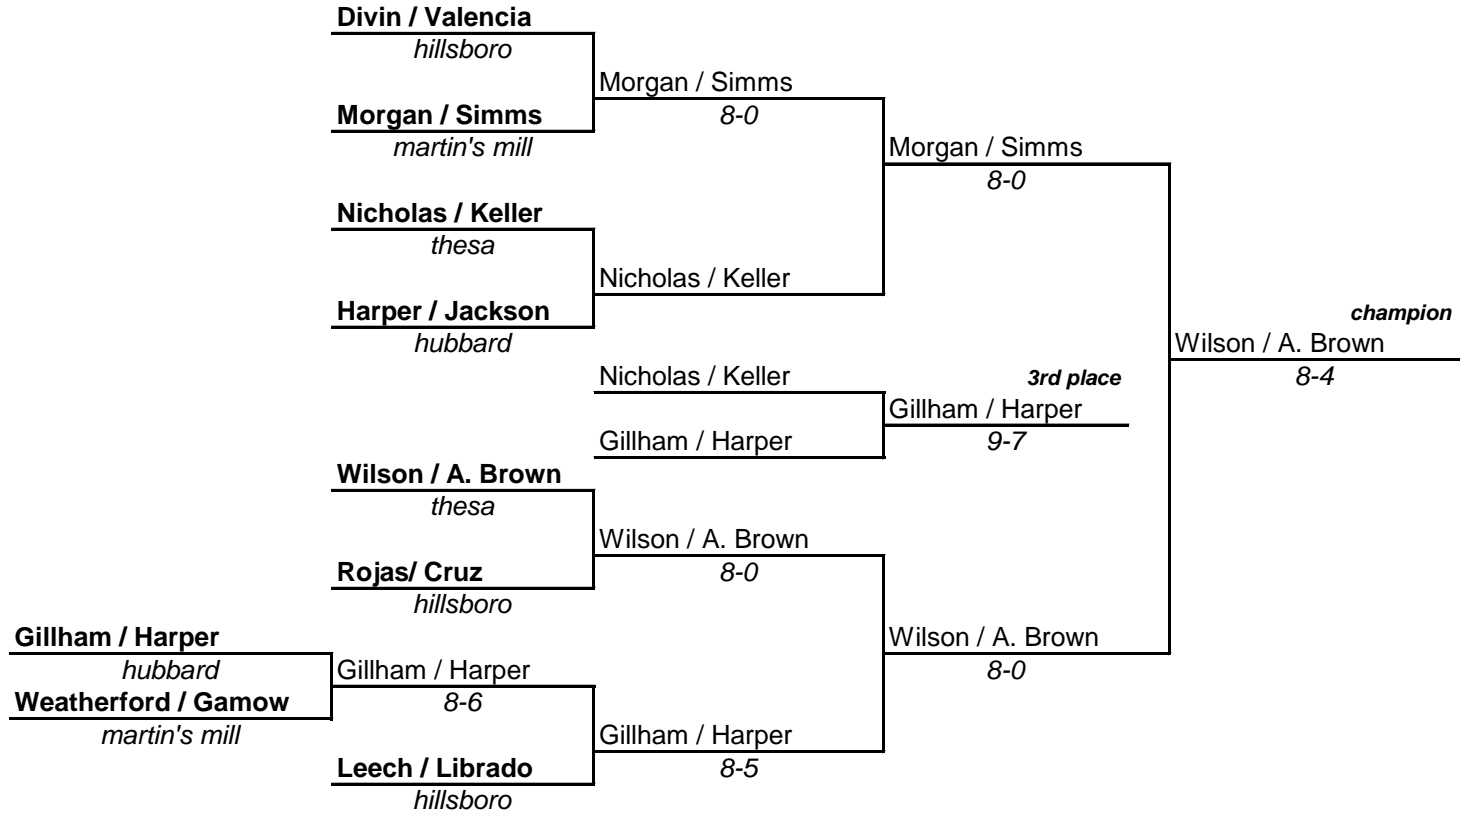 Divin / Valencia
hillsboro
Morgan / Simms
8-0
Morgan / Simms
martin's mill
Morgan / Simms
8-0
Nicholas / Keller
thesa
Nicholas / Keller
Harper / Jackson
hubbard
champion
Wilson / A. Brown
8-4
Nicholas / Keller
3rd place
Gillham / Harper
9-7
Gillham / Harper
Wilson / A. Brown
thesa
Wilson / A. Brown
8-0
Rojas/ Cruz
hillsboro
Gillham / Harper
hubbard
Wilson / A. Brown
8-0
Gillham / Harper
8-6
Weatherford / Gamow
martin's mill
Gillham / Harper
8-5
Leech / Librado
hillsboro